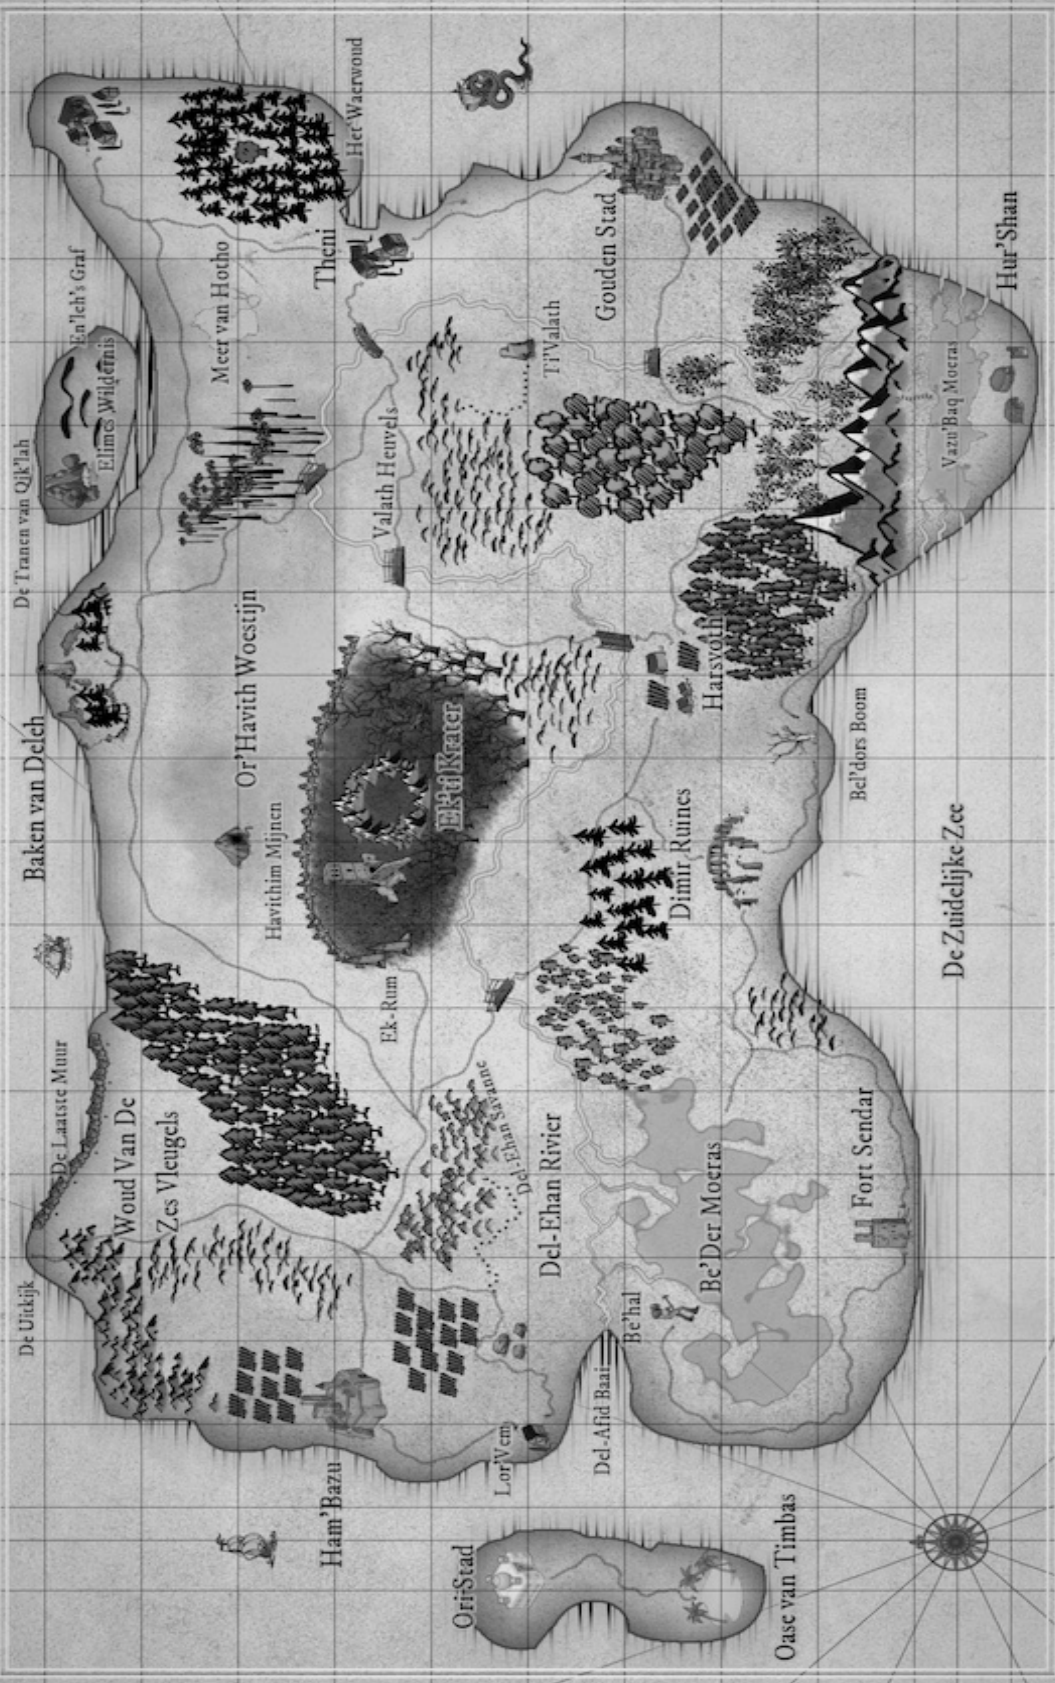 De Uitkijk
De Laatste Muur
Baken van Delch
De Tranen van Qjk'lah
En'leh's Graf
Elimes Wildernis
Woud Van De
Zes Vleugels
Meer van Hotho
Or'Havith Woestijn
Havithim Mijnen
Theni
Het Waerwoud
Ham'Bazu
Ek-Rum
Valath Heuvels
Ek'ti Krater
Ori-Stad
Lor'Vem
Del-Ehan Savanne
Del-Ehan Rivier
Ti'Valath
Gouden Stad
Del-Afid Baai
Be'hal
Dimir Ruïnes
Harsvoth
Be'Der Moeras
Oase van Timbas
Fort Sendar
Bel'dors Boom
Vazu'Baq Moeras
De Zuidelijke Zee
Hur'Shan